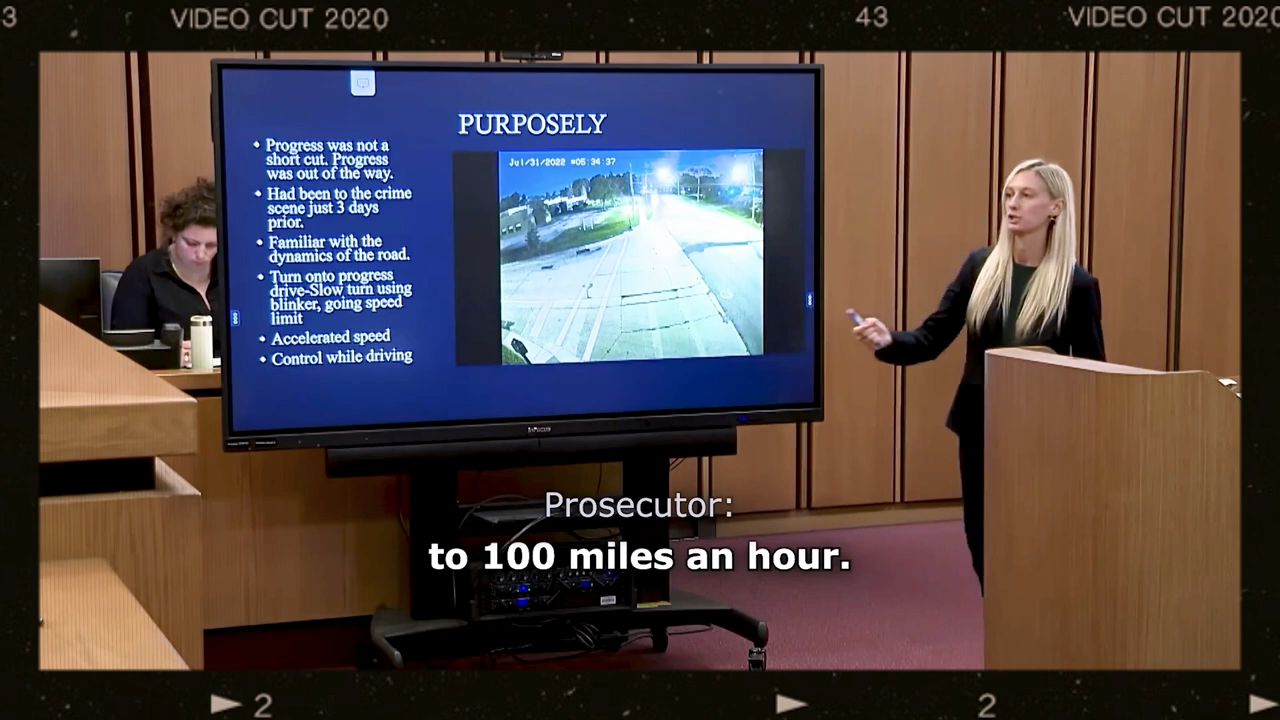 3
VIDEO CUT 2020
43
VIDEO CUT 2020
PURPOSELY
• Progress was not a
short cut. Progress
was out of the way.
• Had been to the crime
scene just 3 days
prior.
• Familiar with the
dynamics of the road.
• Turn onto progress
drive-Slow turn using
blinker, going speed
limit
• Accelerated speed
• Control while driving
Jul/31/2022 *05:34:37
InFocus
Prosecutor:
to 100 miles an hour.
2
2